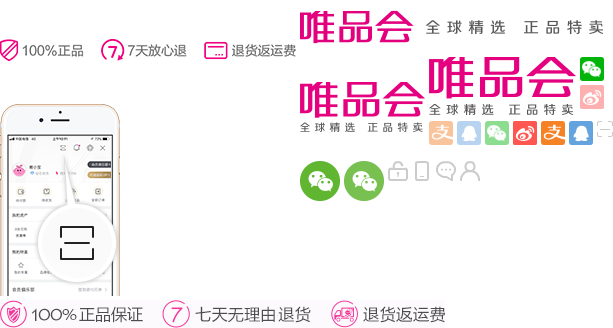 唯品会 全球精选 正品特卖
100%正品 7 7天放心退 退货返运费
唯品会
全球精选 正品特卖
唯品会
全球精选 正品特卖
支 支
100%正品保证 7 七天无理由退货 退货返运费